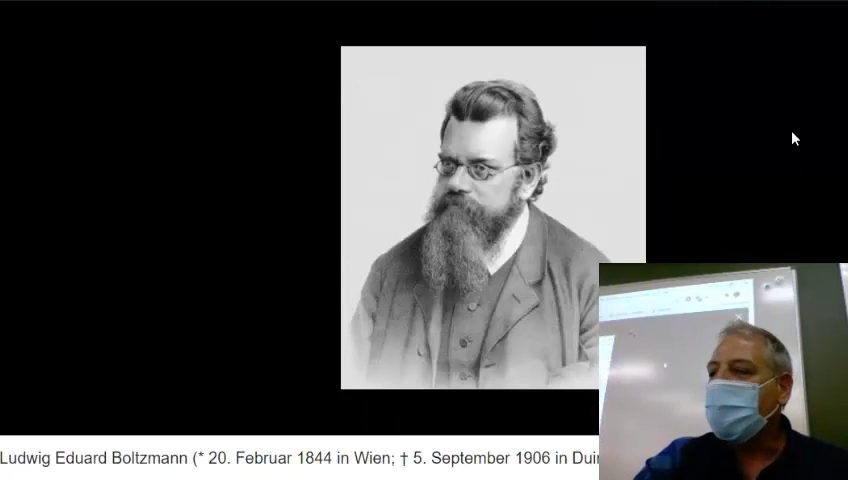 Ludwig Eduard Boltzmann (* 20. Februar 1844 in Wien; † 5. September 1906 in